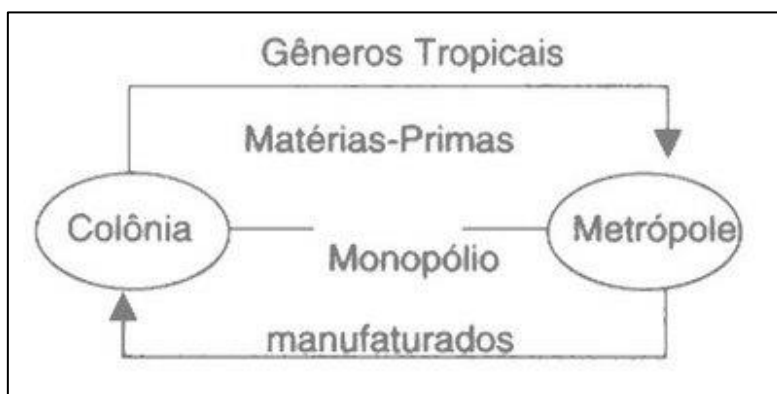 Gêneros Tropicais
Matérias-Primas
Colônia
Metrópole
Monopólio
manufaturados